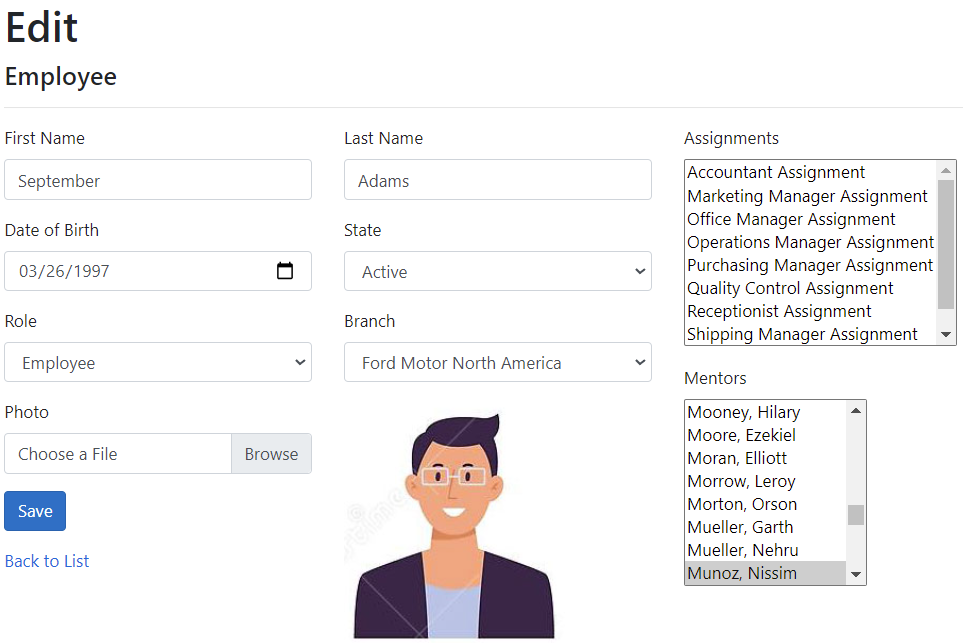 Edit
Employee
First Name
September
Last Name
Adams
Date of Birth
03/26/1997
State
Active
Role
Employee
Branch
Ford Motor North America
Photo
Choose a File
Browse
Save
Back to List
Assignments
Accountant Assignment
Marketing Manager Assignment
Office Manager Assignment
Operations Manager Assignment
Purchasing Manager Assignment
Quality Control Assignment
Receptionist Assignment
Shipping Manager Assignment
Mentors
Mooney, Hilary
Moore, Ezekiel
Moran, Elliott
Morrow, Leroy
Morton, Orson
Mueller, Garth
Mueller, Nehru
Munoz, Nissim